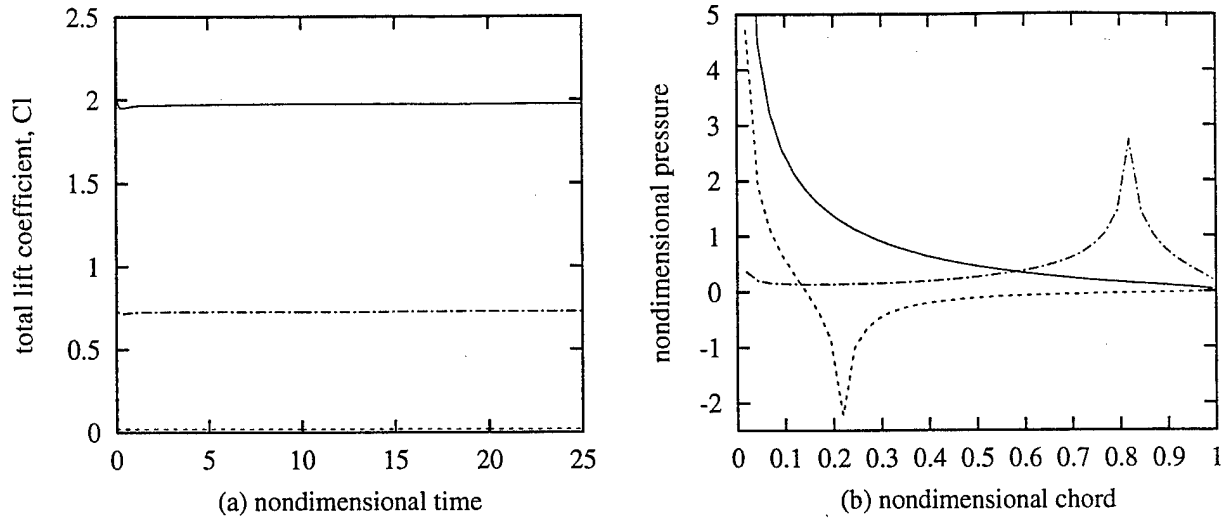 total lift coefficient, Cl
2.5
2
1.5
1
0.5
0
0 5 10 15 20 25
(a) nondimensional time
nondimensional pressure
5
4
3
2
1
0
-1
-2
0 0.1 0.2 0.3 0.4 0.5 0.6 0.7 0.8 0.9 1
(b) nondimensional chord